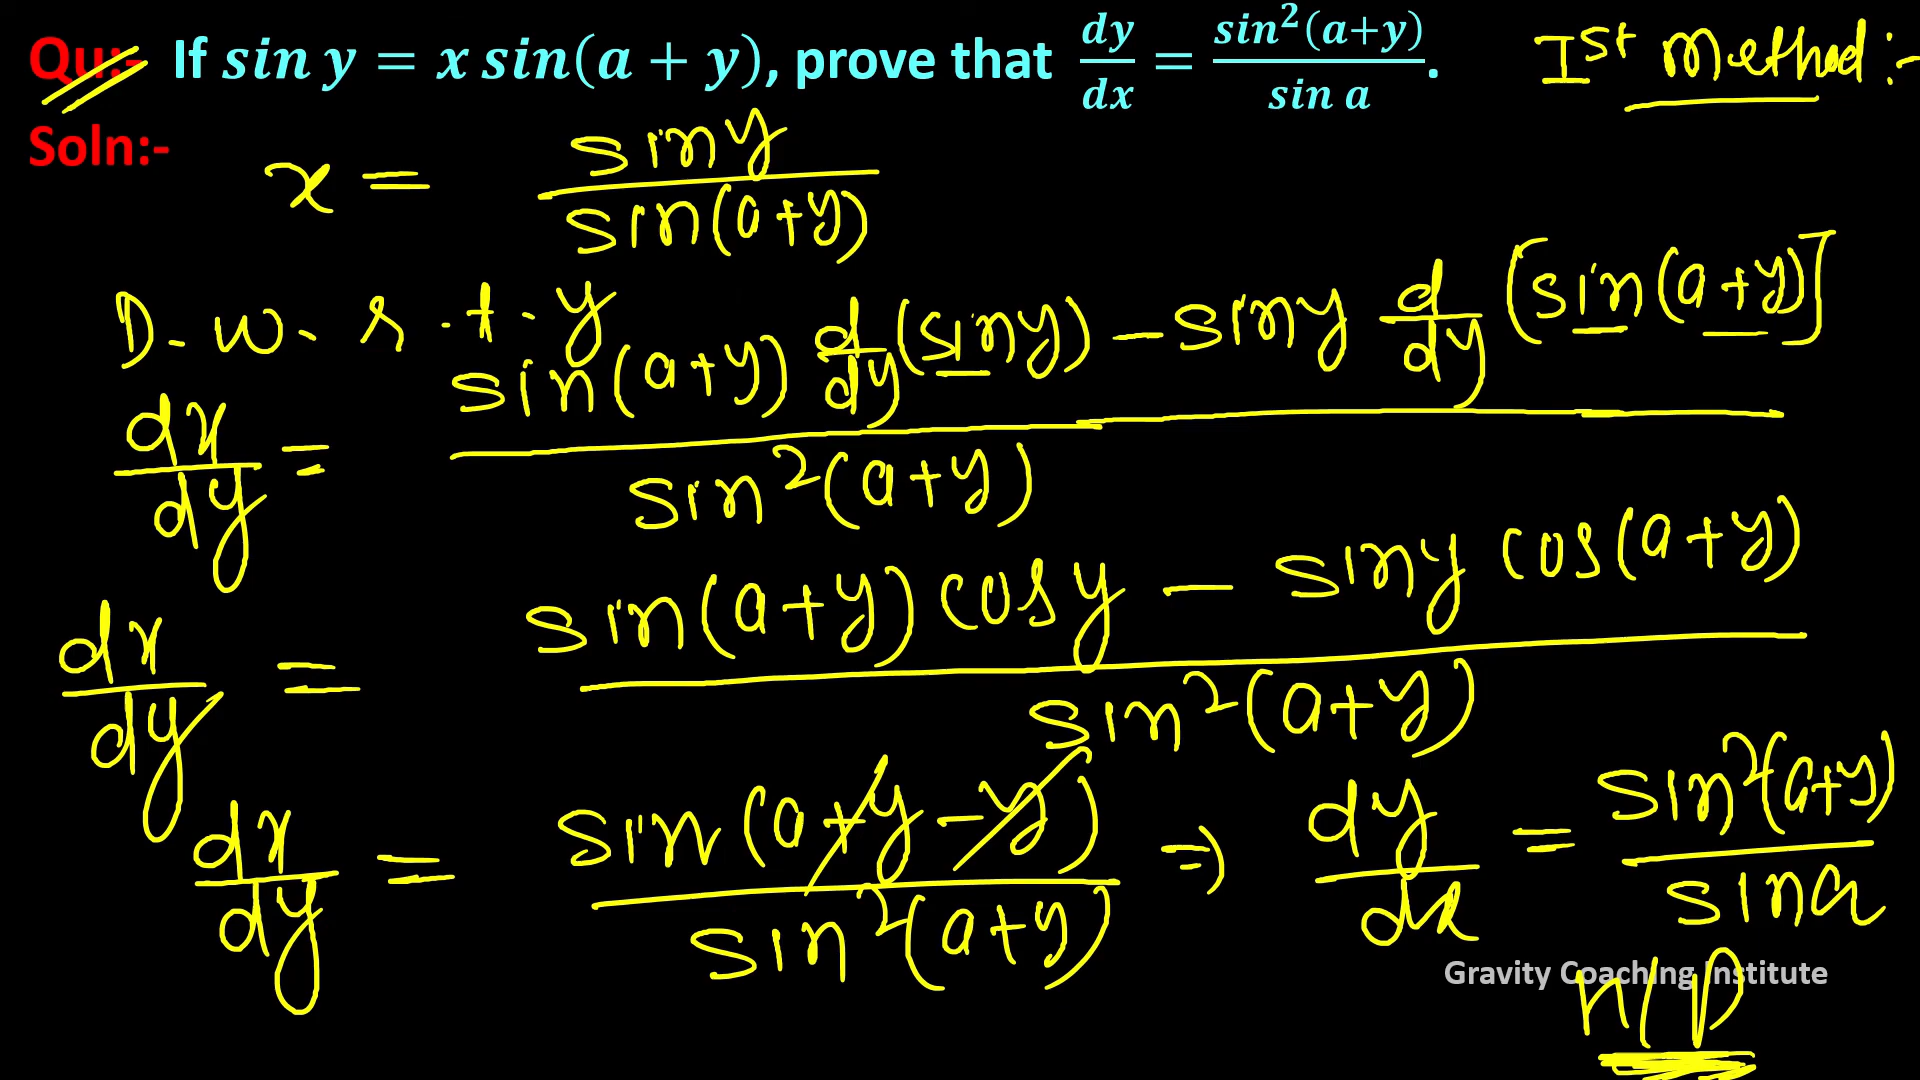 Qu:- If sin y = x sin(a + y), prove that dy/dx = sin²(a+y)/sin a. Ist method:-
Soln:-
x = sin y / sin(a+y)
D. w. r. t. y
dx/dy = [sin(a+y) d/dy (sin y) - sin y d/dy (sin(a+y)]] / sin²(a+y)
dx/dy = [sin(a+y) cos y - sin y cos(a+y)] / sin²(a+y)
dx/dy = sin(a+y-y) / sin²(a+y) ⇒ dy/dx = sin²(a+y) / sin a
Gravity Coaching Institute
H/P